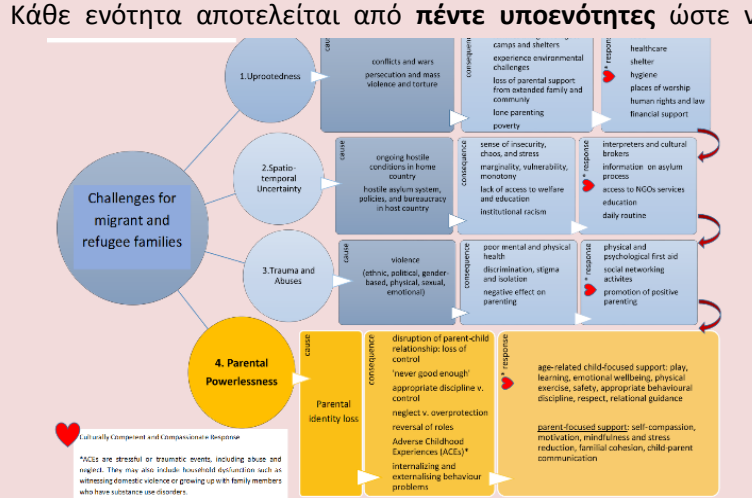 Κάθε ενότητα αποτελείται από πέντε υποενότητες ώστε
Challenges for
migrant and
refugee families
1.Uprootedness
cause
conflicts and wars
persecution and mass
violence and torture
consequence
camps and shelters
experience environmental
challenges
loss of parental support
from extended family and
community
lone parenting
poverty
* response
healthcare
shelter
hygiene
places of worship
human rights and law
financial support
2.Spatio-
temporal
Uncertainty
cause
ongoing hostile
conditions in home
country
hostile asylum system,
policies, and bureaucracy
in host country
consequence
sense of insecurity,
chaos, and stress
marginality, vulnerability,
monotony
lack of access to welfare
and education
institutional racism
* response
interpreters and cultural
brokers
information on asylum
process
access to NGOs services
education
daily routine
3.Trauma and
Abuses
cause
violence
(ethnic, political, gender-
based, physical, sexual,
emotional)
consequence
poor mental and physical
health
discrimination, stigma
and isolation
negative effect on
parenting
* response
physical and
psychological first aid
social networking
activites
promotion of positive
parenting
4. Parental
Powerlessness
cause
Parental
identity loss
consequence
disruption of parent-child
relationship: loss of
control
'never good enough'
appropriate discipline v.
control
neglect v. overprotection
reversal of roles
Adverse Childhood
Experiences (ACEs)*
internalizing and
externalising behaviour
problems
* response
age-related child-focused support: play,
learning, emotional wellbeing, physical
exercise, safety, appropriate behavioural
discipline, respect, relational guidance
parent-focused support: self-compassion,
motivation, mindfulness and stress
reduction, familial cohesion, child-parent
communication
Culturally Competent and Compassionate Response
*ACEs are stressful or traumatic events, including abuse and
neglect. They may also include household dysfunction such as
witnessing domestic violence or growing up with family members
who have substance use disorders.